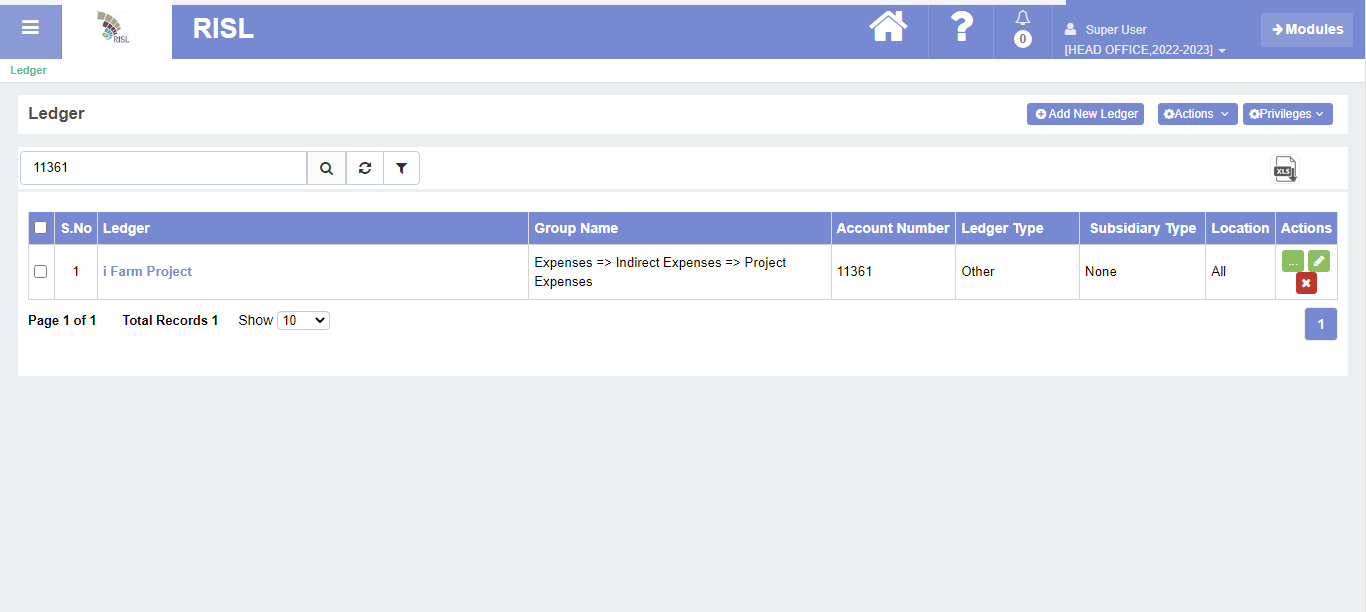 RISL
RISL
0
Super User
[HEAD OFFICE,2022-2023]
Modules
Ledger
Ledger
Add New Ledger
Actions
Privileges
11361
XLS
S.No Ledger Group Name Account Number Ledger Type Subsidiary Type Location Actions
1 i Farm Project Expenses => Indirect Expenses => Project
Expenses 11361 Other None All ...
Page 1 of 1 Total Records 1 Show 10
1